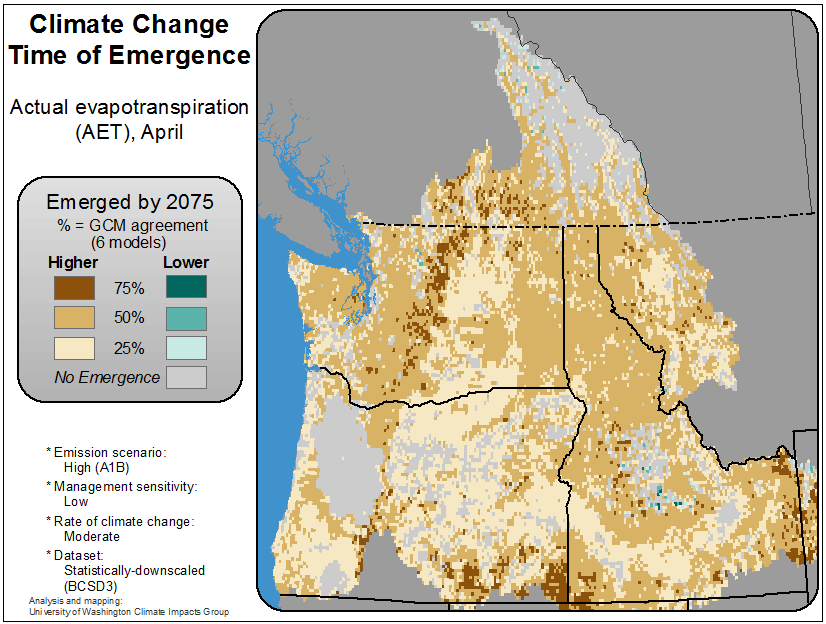 Climate Change
Time of Emergence
Actual evapotranspiration
(AET), April
Emerged by 2075
% = GCM agreement
(6 models)
Higher Lower
75%
50%
25%
No Emergence
* Emission scenario:
High (A1B)
* Management sensitivity:
Low
* Rate of climate change:
Moderate
* Dataset:
Statistically-downscaled
(BCSD3)
Analysis and mapping:
University of Washington Climate Impacts Group